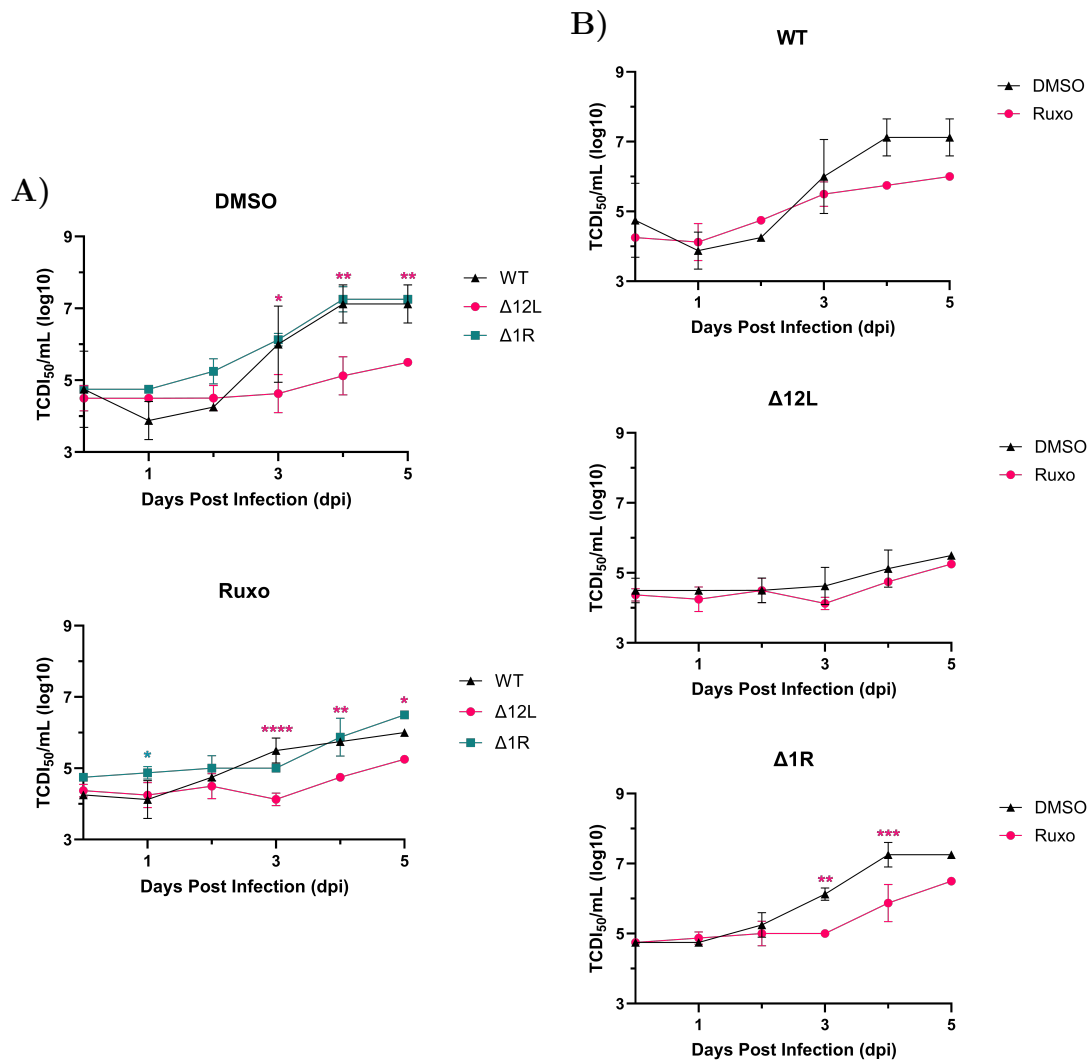 A)
DMSO
TCDI₅₀/mL (log10)
9
7
5
3
1
3
5
Days Post Infection (dpi)
*
**
**
WT
Δ12L
Δ1R
Ruxo
TCDI₅₀/mL (log10)
9
7
5
3
1
3
5
Days Post Infection (dpi)
*
****
**
*
WT
Δ12L
Δ1R
B)
WT
TCDI₅₀/mL (log10)
9
7
5
3
1
3
5
Days Post Infection (dpi)
DMSO
Ruxo
Δ12L
TCDI₅₀/mL (log10)
9
7
5
3
1
3
5
Days Post Infection (dpi)
DMSO
Ruxo
Δ1R
TCDI₅₀/mL (log10)
9
7
5
3
1
3
5
Days Post Infection (dpi)
**
***
DMSO
Ruxo